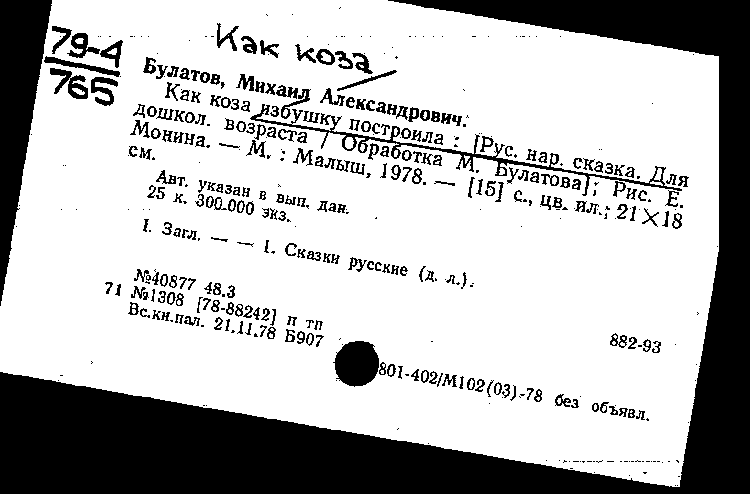 Как коза
79-4
765
Булатов, Михаил Александрович.
Как коза избушку построила : [Рус. нар. сказка. Для
дошкол. возраста / Обработка М. Булатова]; Рис. Е.
Монина. — М. : Малыш, 1978. — [15] с., цв. ил.; 21×18
см.
Авт. указан в вып. дан.
25 к. 300.000 экз.
I. Загл. — — 1. Сказки русские (д. л.).
№40877 48.3
71 №1308 [78-88242] п тп
Вс.кн.пал. 21.11.78 Б907
882-93
801-402/М102(03)-78 без объявл.